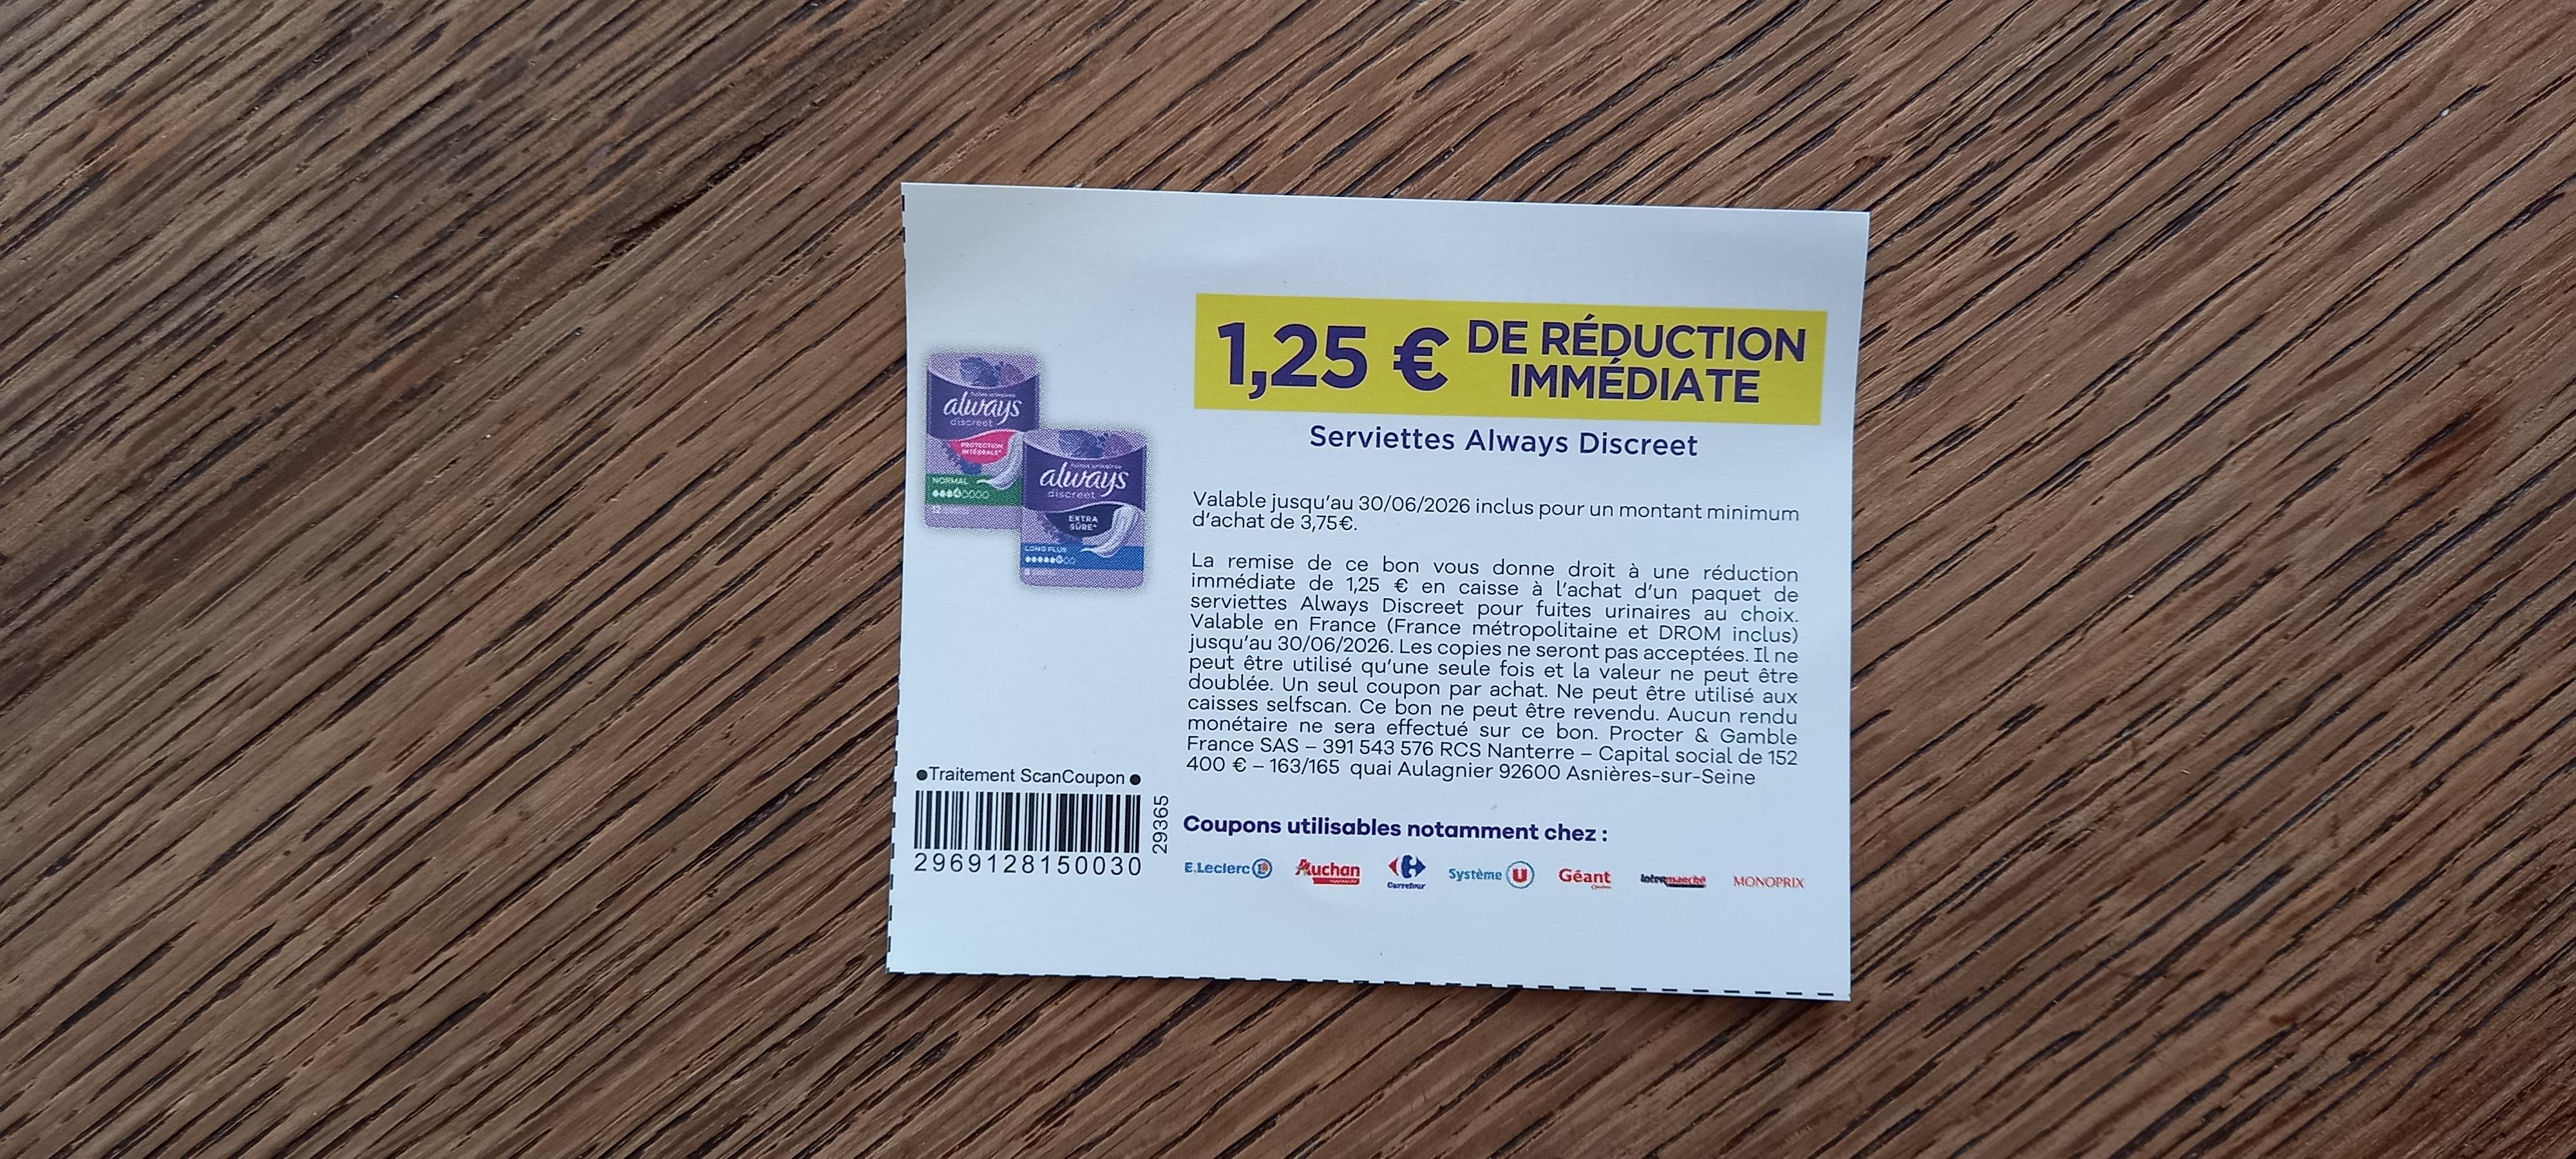 1,25 € DE RÉDUCTION
IMMÉDIATE
Serviettes Always Discreet
always
discreet
PROTECTION
INTÉGRALE*
NORMAL
12
fuites urinaires
always
discreet
EXTRA
SÛRE*
LONG PLUS
Valable jusqu'au 30/06/2026 inclus pour un montant minimum
d'achat de 3,75€.
La remise de ce bon vous donne droit à une réduction
immédiate de 1,25 € en caisse à l'achat d'un paquet de
serviettes Always Discreet pour fuites urinaires au choix.
Valable en France (France métropolitaine et DROM inclus)
jusqu'au 30/06/2026. Les copies ne seront pas acceptées. Il ne
peut être utilisé qu'une seule fois et la valeur ne peut être
doublée. Un seul coupon par achat. Ne peut être utilisé aux
caisses selfscan. Ce bon ne peut être revendu. Aucun rendu
monétaire ne sera effectué sur ce bon. Procter & Gamble
France SAS – 391 543 576 RCS Nanterre – Capital social de 152
400 € – 163/165 quai Aulagnier 92600 Asnières-sur-Seine
●Traitement ScanCoupon●
29365
2969128150030
Coupons utilisables notamment chez :
E.Leclerc Auchan Carrefour Système U Géant Intermarché MONOPRIX